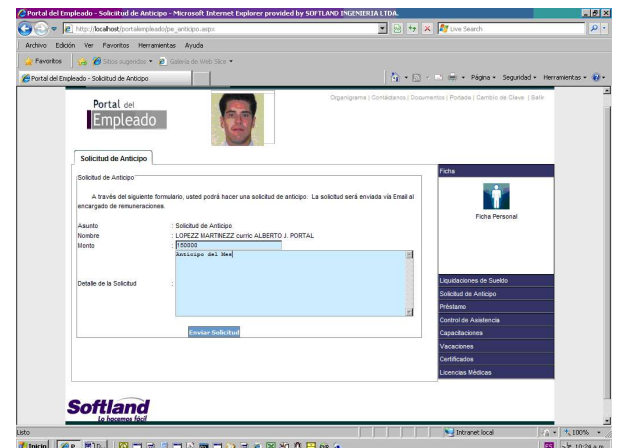 Portal del Empleado - Solicitud de Anticipo - Microsoft Internet Explorer provided by SOFTLAND INGENIERIA LTDA.
http://localhost/portalempleado/pe_anticipo.aspx
Live Search
Archivo Edición Ver Favoritos Herramientas Ayuda
Favoritos Sitios sugeridos Galería de Web Slice
Portal del Empleado - Solicitud de Anticipo
Página Seguridad Herramientas
Organigrama | Contáctanos | Documentos | Portada | Cambio de Clave | Salir
Portal del
Empleado
Solicitud de Anticipo
Solicitud de Anticipo
A través del siguiente formulario, usted podrá hacer una solicitud de anticipo. La solicitud será enviada vía Email al
encargado de remuneraciones.
Asunto : Solicitud de Anticipo
Nombre : LOPEZZ MARTINEZZ curric ALBERTO J. PORTAL
Monto : 150000
Detalle de la Solicitud : Anticipo del Mes
Enviar Solicitud
Ficha
Ficha Personal
Liquidaciones de Sueldo
Solicitud de Anticipo
Préstamo
Control de Asistencia
Capacitaciones
Vacaciones
Certificados
Licencias Médicas
Softland
Lo hacemos fácil
Listo
Intranet local
100%
Inicio
ES
10:24 a.m.